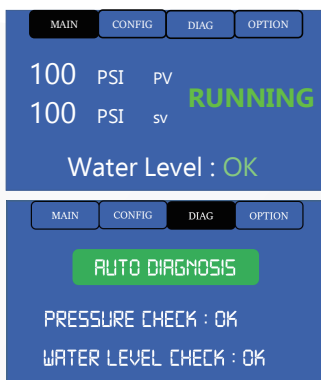 MAIN CONFIG DIAG OPTION
100 PSI PV
RUNNING
100 PSI sv
Water Level : OK
MAIN CONFIG DIAG OPTION
AUTO DIAGNOSIS
PRESSURE CHECK : OK
WATER LEVEL CHECK : OK